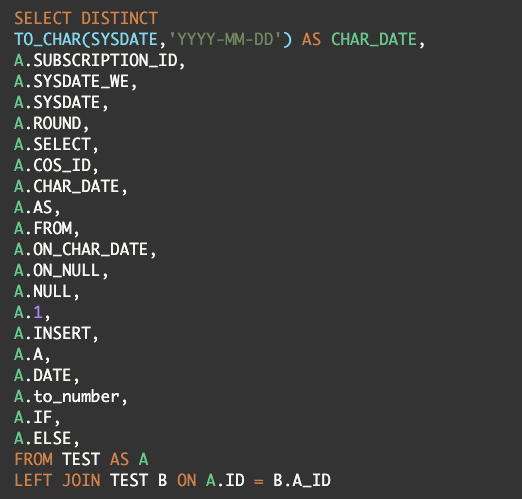 SELECT DISTINCT
TO_CHAR(SYSDATE,'YYYY-MM-DD') AS CHAR_DATE,
A.SUBSCRIPTION_ID,
A.SYSDATE_WE,
A.SYSDATE,
A.ROUND,
A.SELECT,
A.COS_ID,
A.CHAR_DATE,
A.AS,
A.FROM,
A.ON_CHAR_DATE,
A.ON_NULL,
A.NULL,
A.1,
A.INSERT,
A.A,
A.DATE,
A.to_number,
A.IF,
A.ELSE,
FROM TEST AS A
LEFT JOIN TEST B ON A.ID = B.A_ID